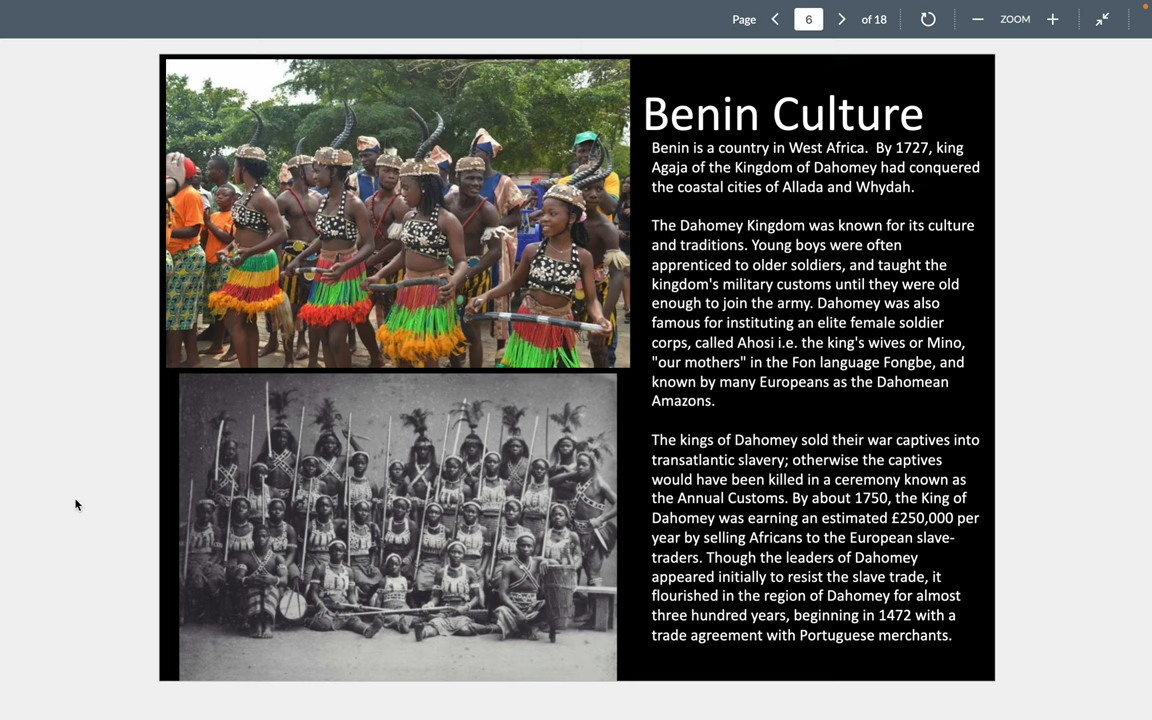 Page
6
of 18
ZOOM
Benin Culture
Benin is a country in West Africa.  By 1727, king
Agaja of the Kingdom of Dahomey had conquered
the coastal cities of Allada and Whydah.
The Dahomey Kingdom was known for its culture
and traditions. Young boys were often
apprenticed to older soldiers, and taught the
kingdom's military customs until they were old
enough to join the army. Dahomey was also
famous for instituting an elite female soldier
corps, called Ahosi i.e. the king's wives or Mino,
"our mothers" in the Fon language Fongbe, and
known by many Europeans as the Dahomean
Amazons.
The kings of Dahomey sold their war captives into
transatlantic slavery; otherwise the captives
would have been killed in a ceremony known as
the Annual Customs. By about 1750, the King of
Dahomey was earning an estimated £250,000 per
year by selling Africans to the European slave-
traders. Though the leaders of Dahomey
appeared initially to resist the slave trade, it
flourished in the region of Dahomey for almost
three hundred years, beginning in 1472 with a
trade agreement with Portuguese merchants.